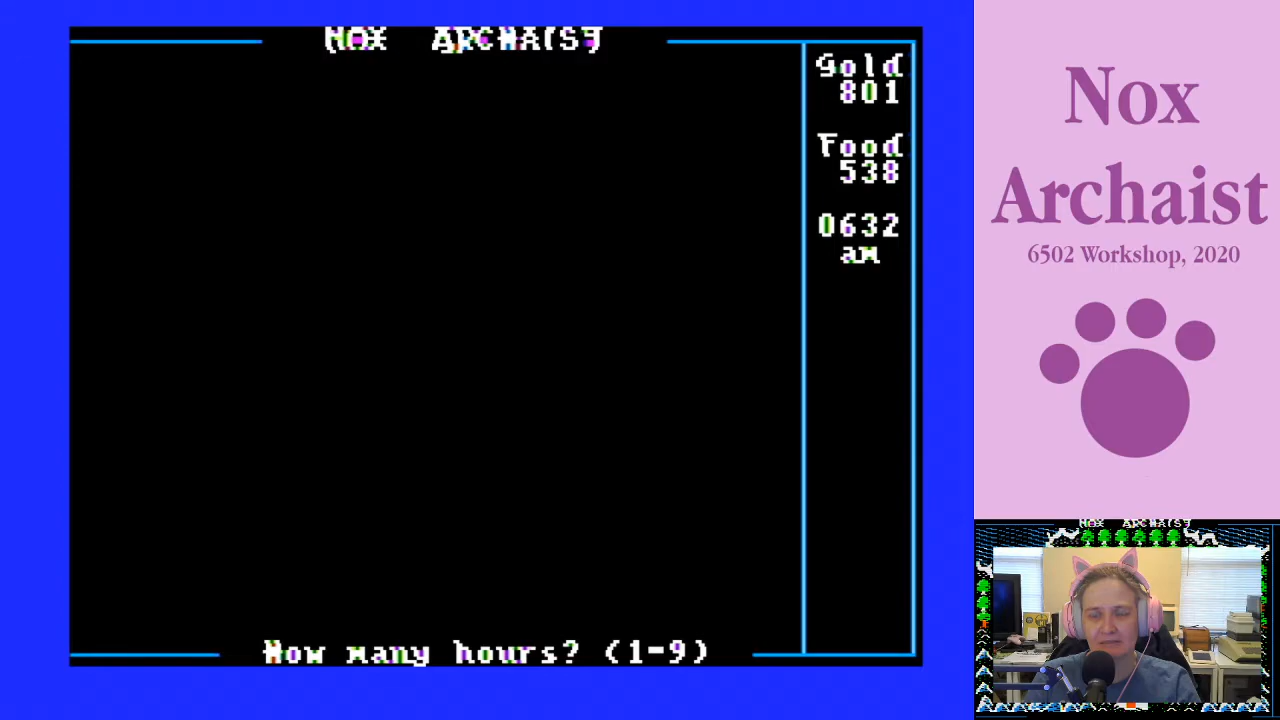 NOX ARCHAIST
Gold
801
Food
538
0632
am
How many hours? (1-9)
Nox
Archaist
6502 Workshop, 2020
NOX ARCHAIST